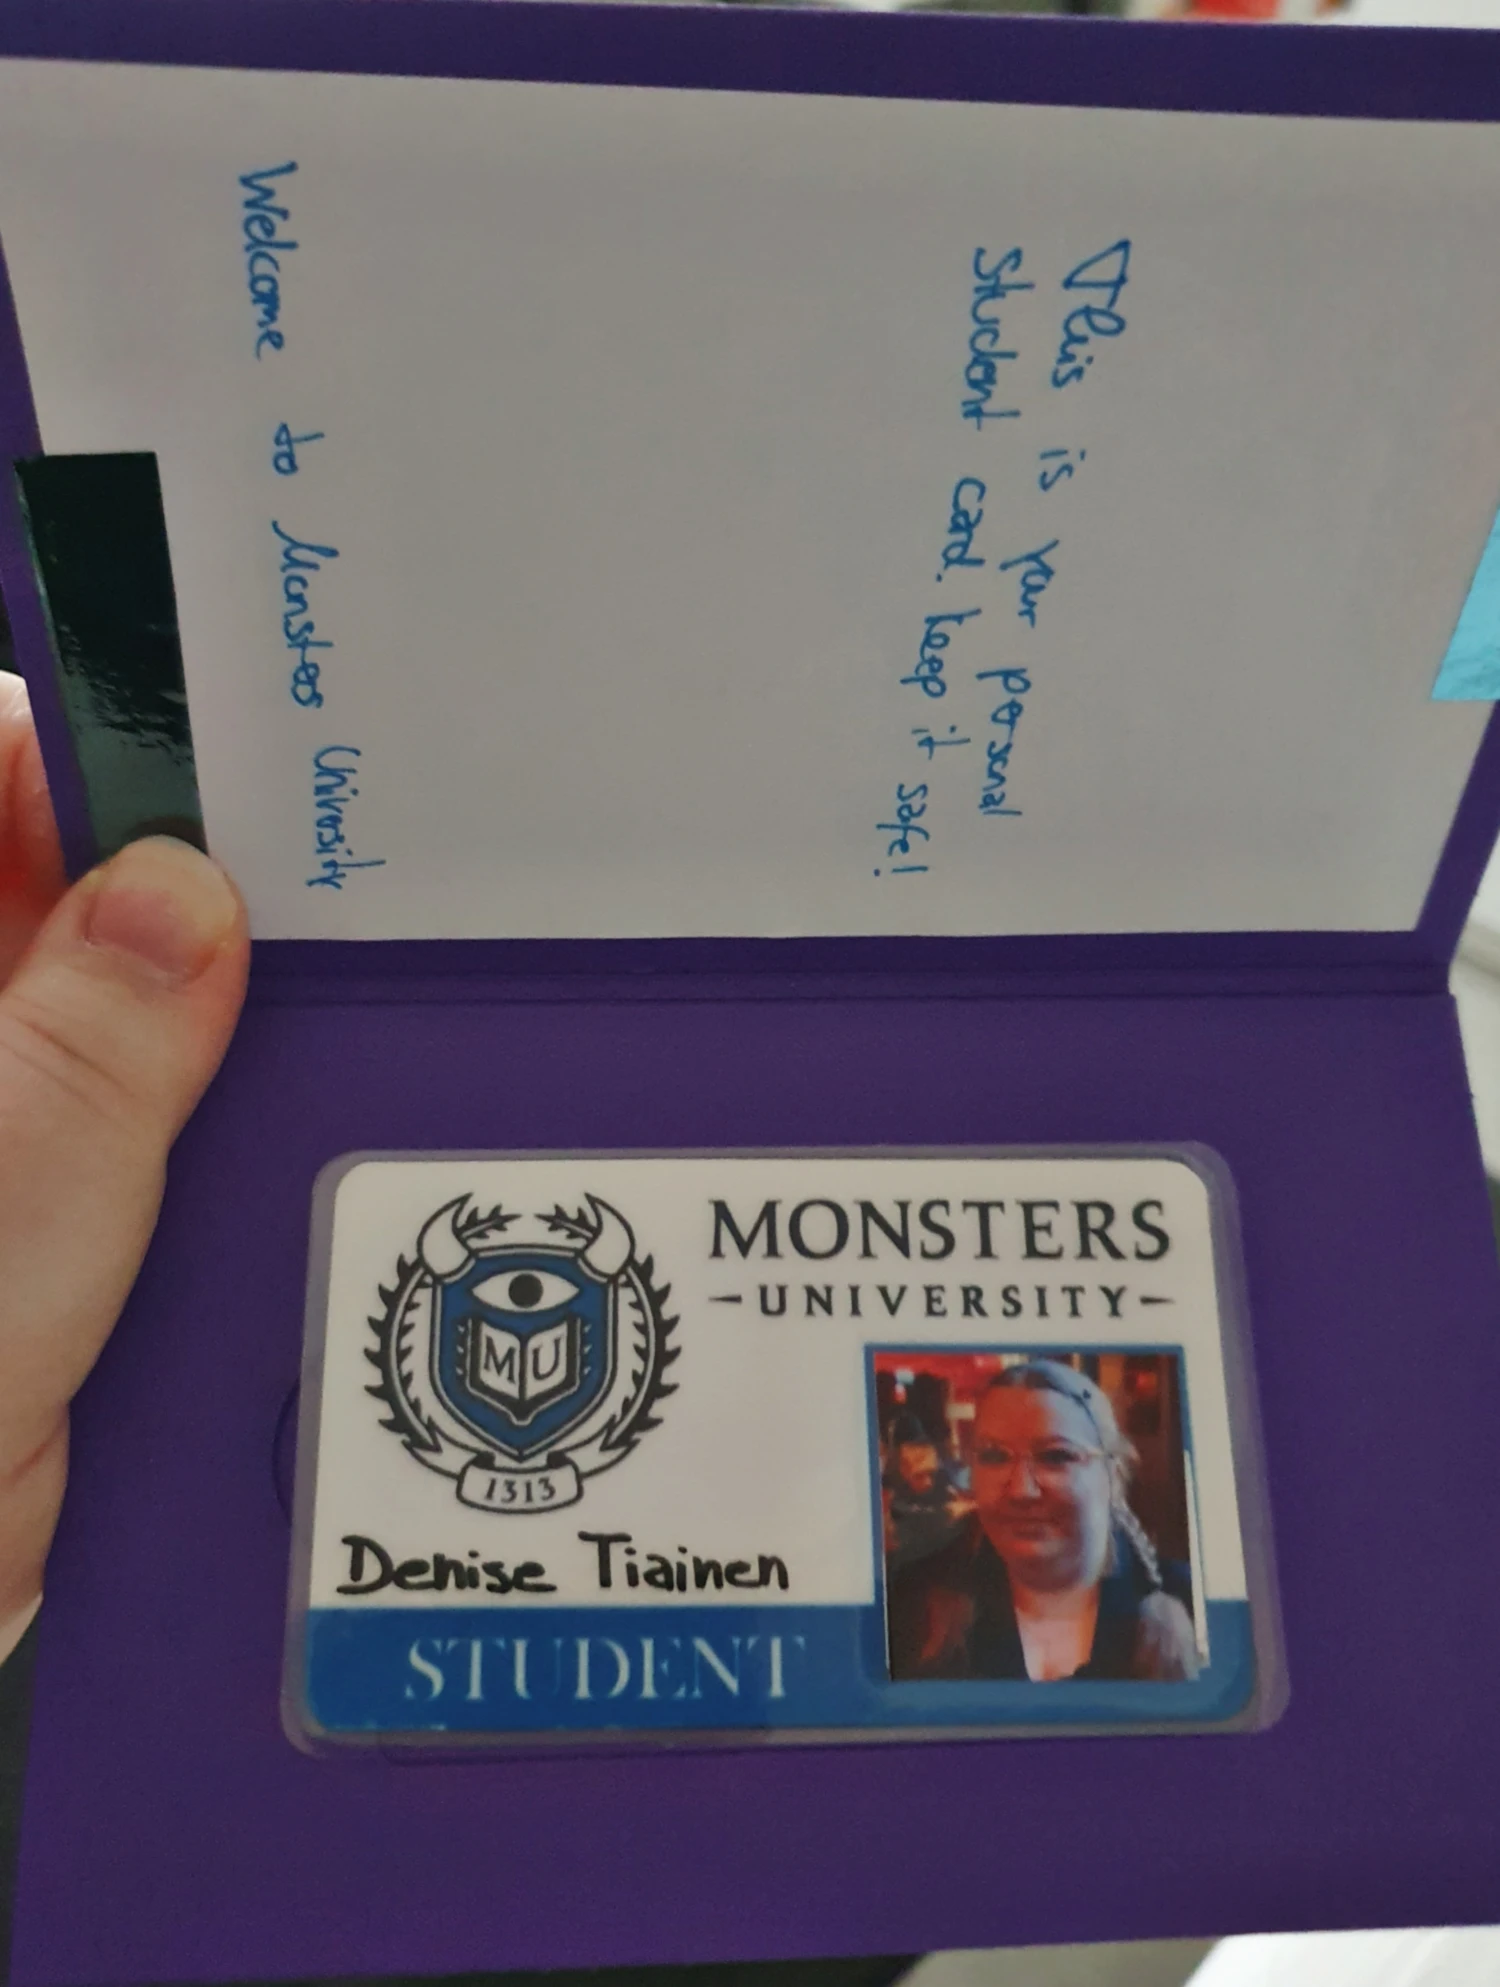 This is your personal
Student card. keep it safe!
Welcome to Monsters University
MONSTERS
-UNIVERSITY-
MU
1313
Denise Tiainen
STUDENT